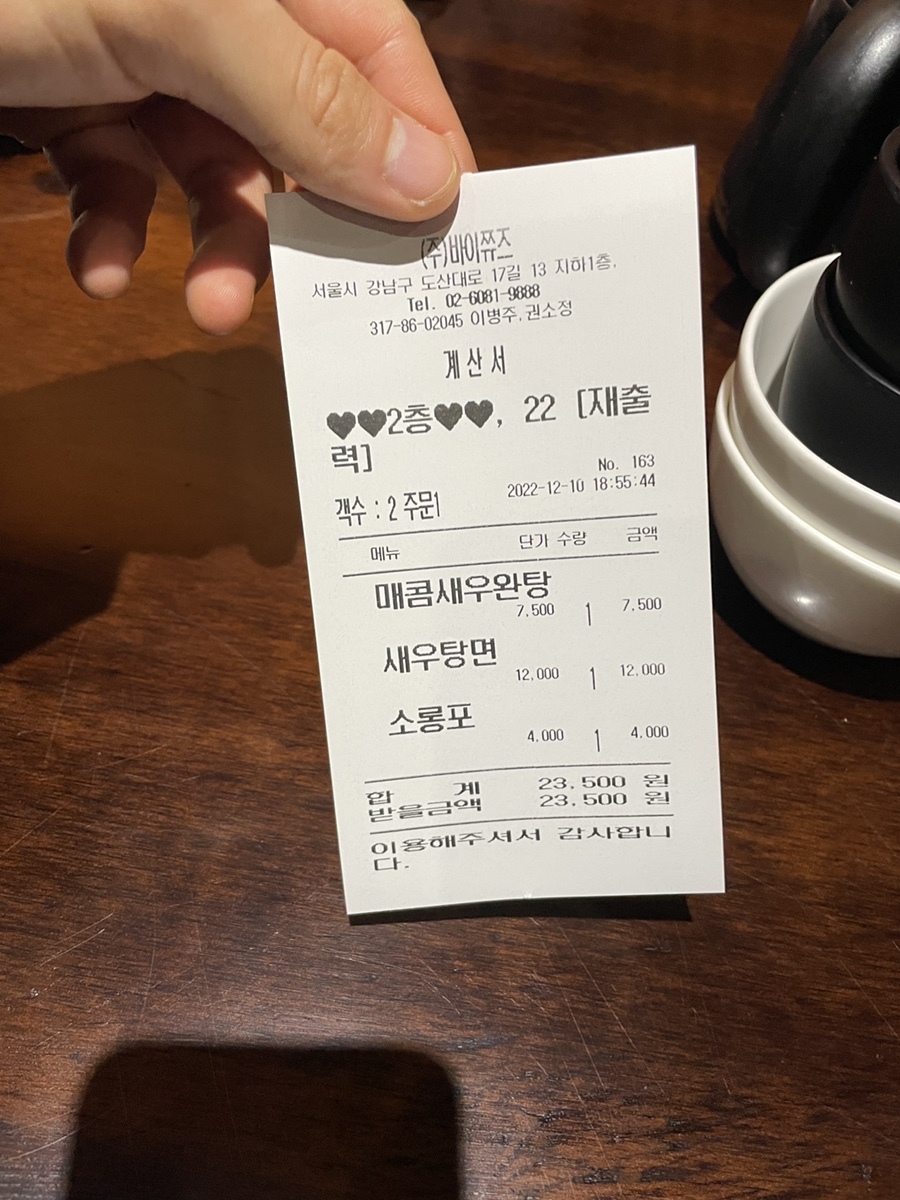 (주)바이쮸즈
서울시 강남구 도산대로 17길 13 지하1층.
Tel. 02-6081-9888
317-86-02045 이병주,권소정
계산서
♥♥2층♥♥, 22 [재출
력]
No. 163
객수 : 2 주문1
2022-12-10 18:55:44
메뉴 단가 수량 금액
매콤새우완탕
7,500 1 7,500
새우탕면
12,000 1 12,000
소롱포
4,000 1 4,000
합 계 23,500 원
받을금액 23,500 원
이용해주셔서 감사합니
다.